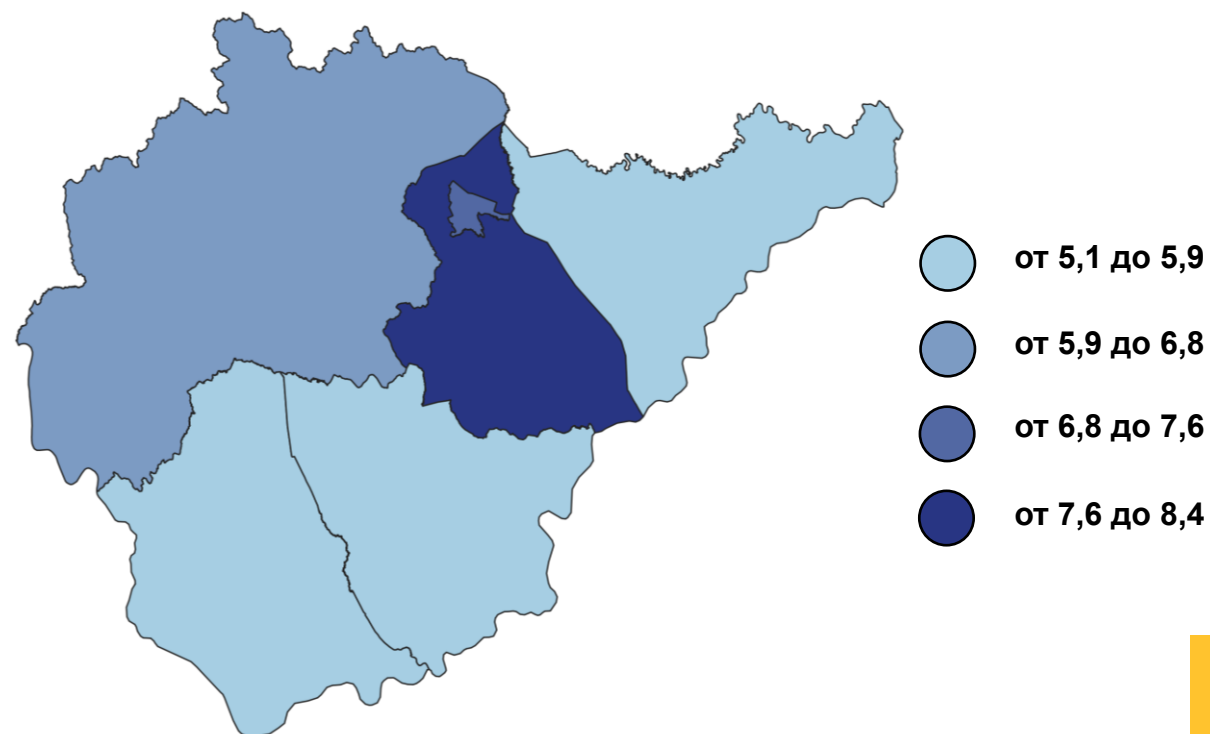 от 5,1 до 5,9
от 5,9 до 6,8
от 6,8 до 7,6
от 7,6 до 8,4